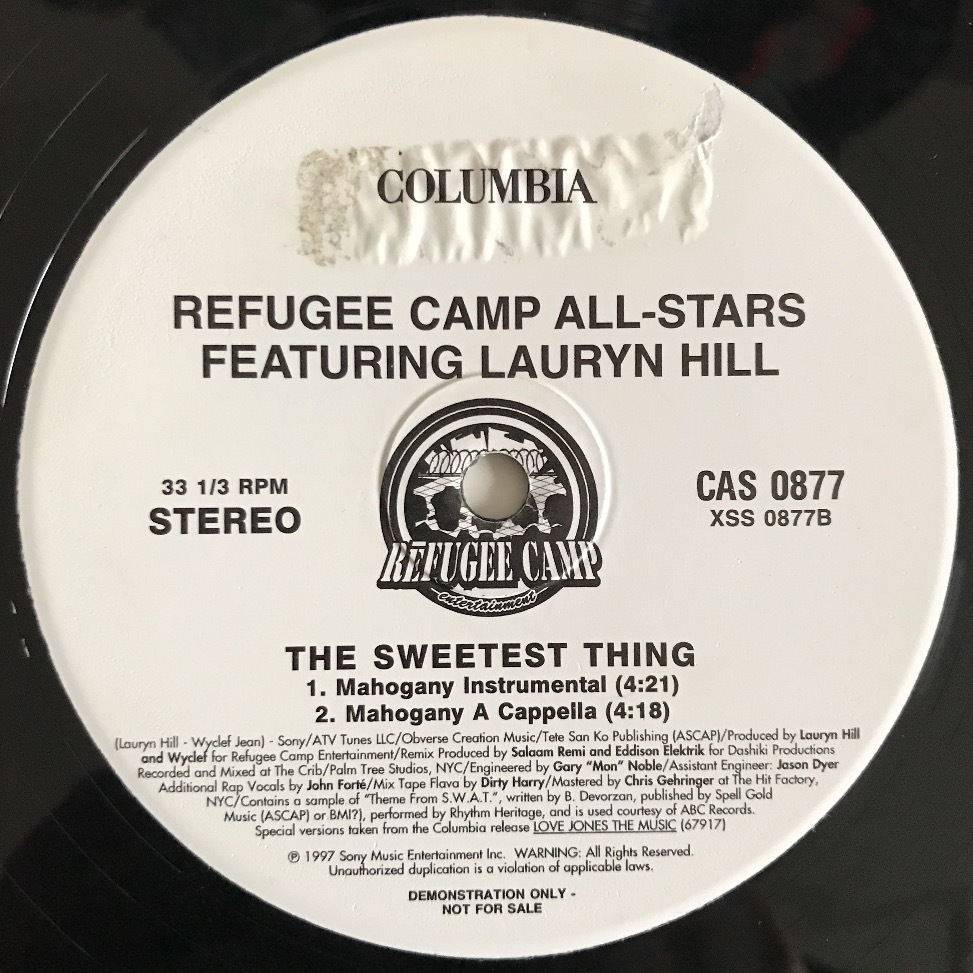 COLUMBIA
REFUGEE CAMP ALL-STARS
FEATURING LAURYN HILL
33 1/3 RPM
STEREO
CAS 0877
XSS 0877B
REFUGEE CAMP
entertainment
THE SWEETEST THING
1. Mahogany Instrumental (4:21)
2. Mahogany A Cappella (4:18)
(Lauryn Hill - Wyclef Jean) - Sony/ATV Tunes LLC/Obverse Creation Music/Tete San Ko Publishing (ASCAP)/Produced by Lauryn Hill
and Wyclef for Refugee Camp Entertainment/Remix Produced by Salaam Remi and Eddison Elektrik for Dashiki Productions
Recorded and Mixed at The Crib/Palm Tree Studios, NYC/Engineered by Gary "Mon" Noble/Assistant Engineer: Jason Dyer
Additional Rap Vocals by John Forté/Mix Tape Flava by Dirty Harry/Mastered by Chris Gehringer at The Hit Factory,
NYC/Contains a sample of "Theme From S.W.A.T.", written by B. Devorzan, published by Spell Gold
Music (ASCAP) or BMI?), performed by Rhythm Heritage, and is used courtesy of ABC Records.
Special versions taken from the Columbia release LOVE JONES THE MUSIC (67917)
℗ 1997 Sony Music Entertainment Inc. WARNING: All Rights Reserved.
Unauthorized duplication is a violation of applicable laws.
DEMONSTRATION ONLY -
NOT FOR SALE